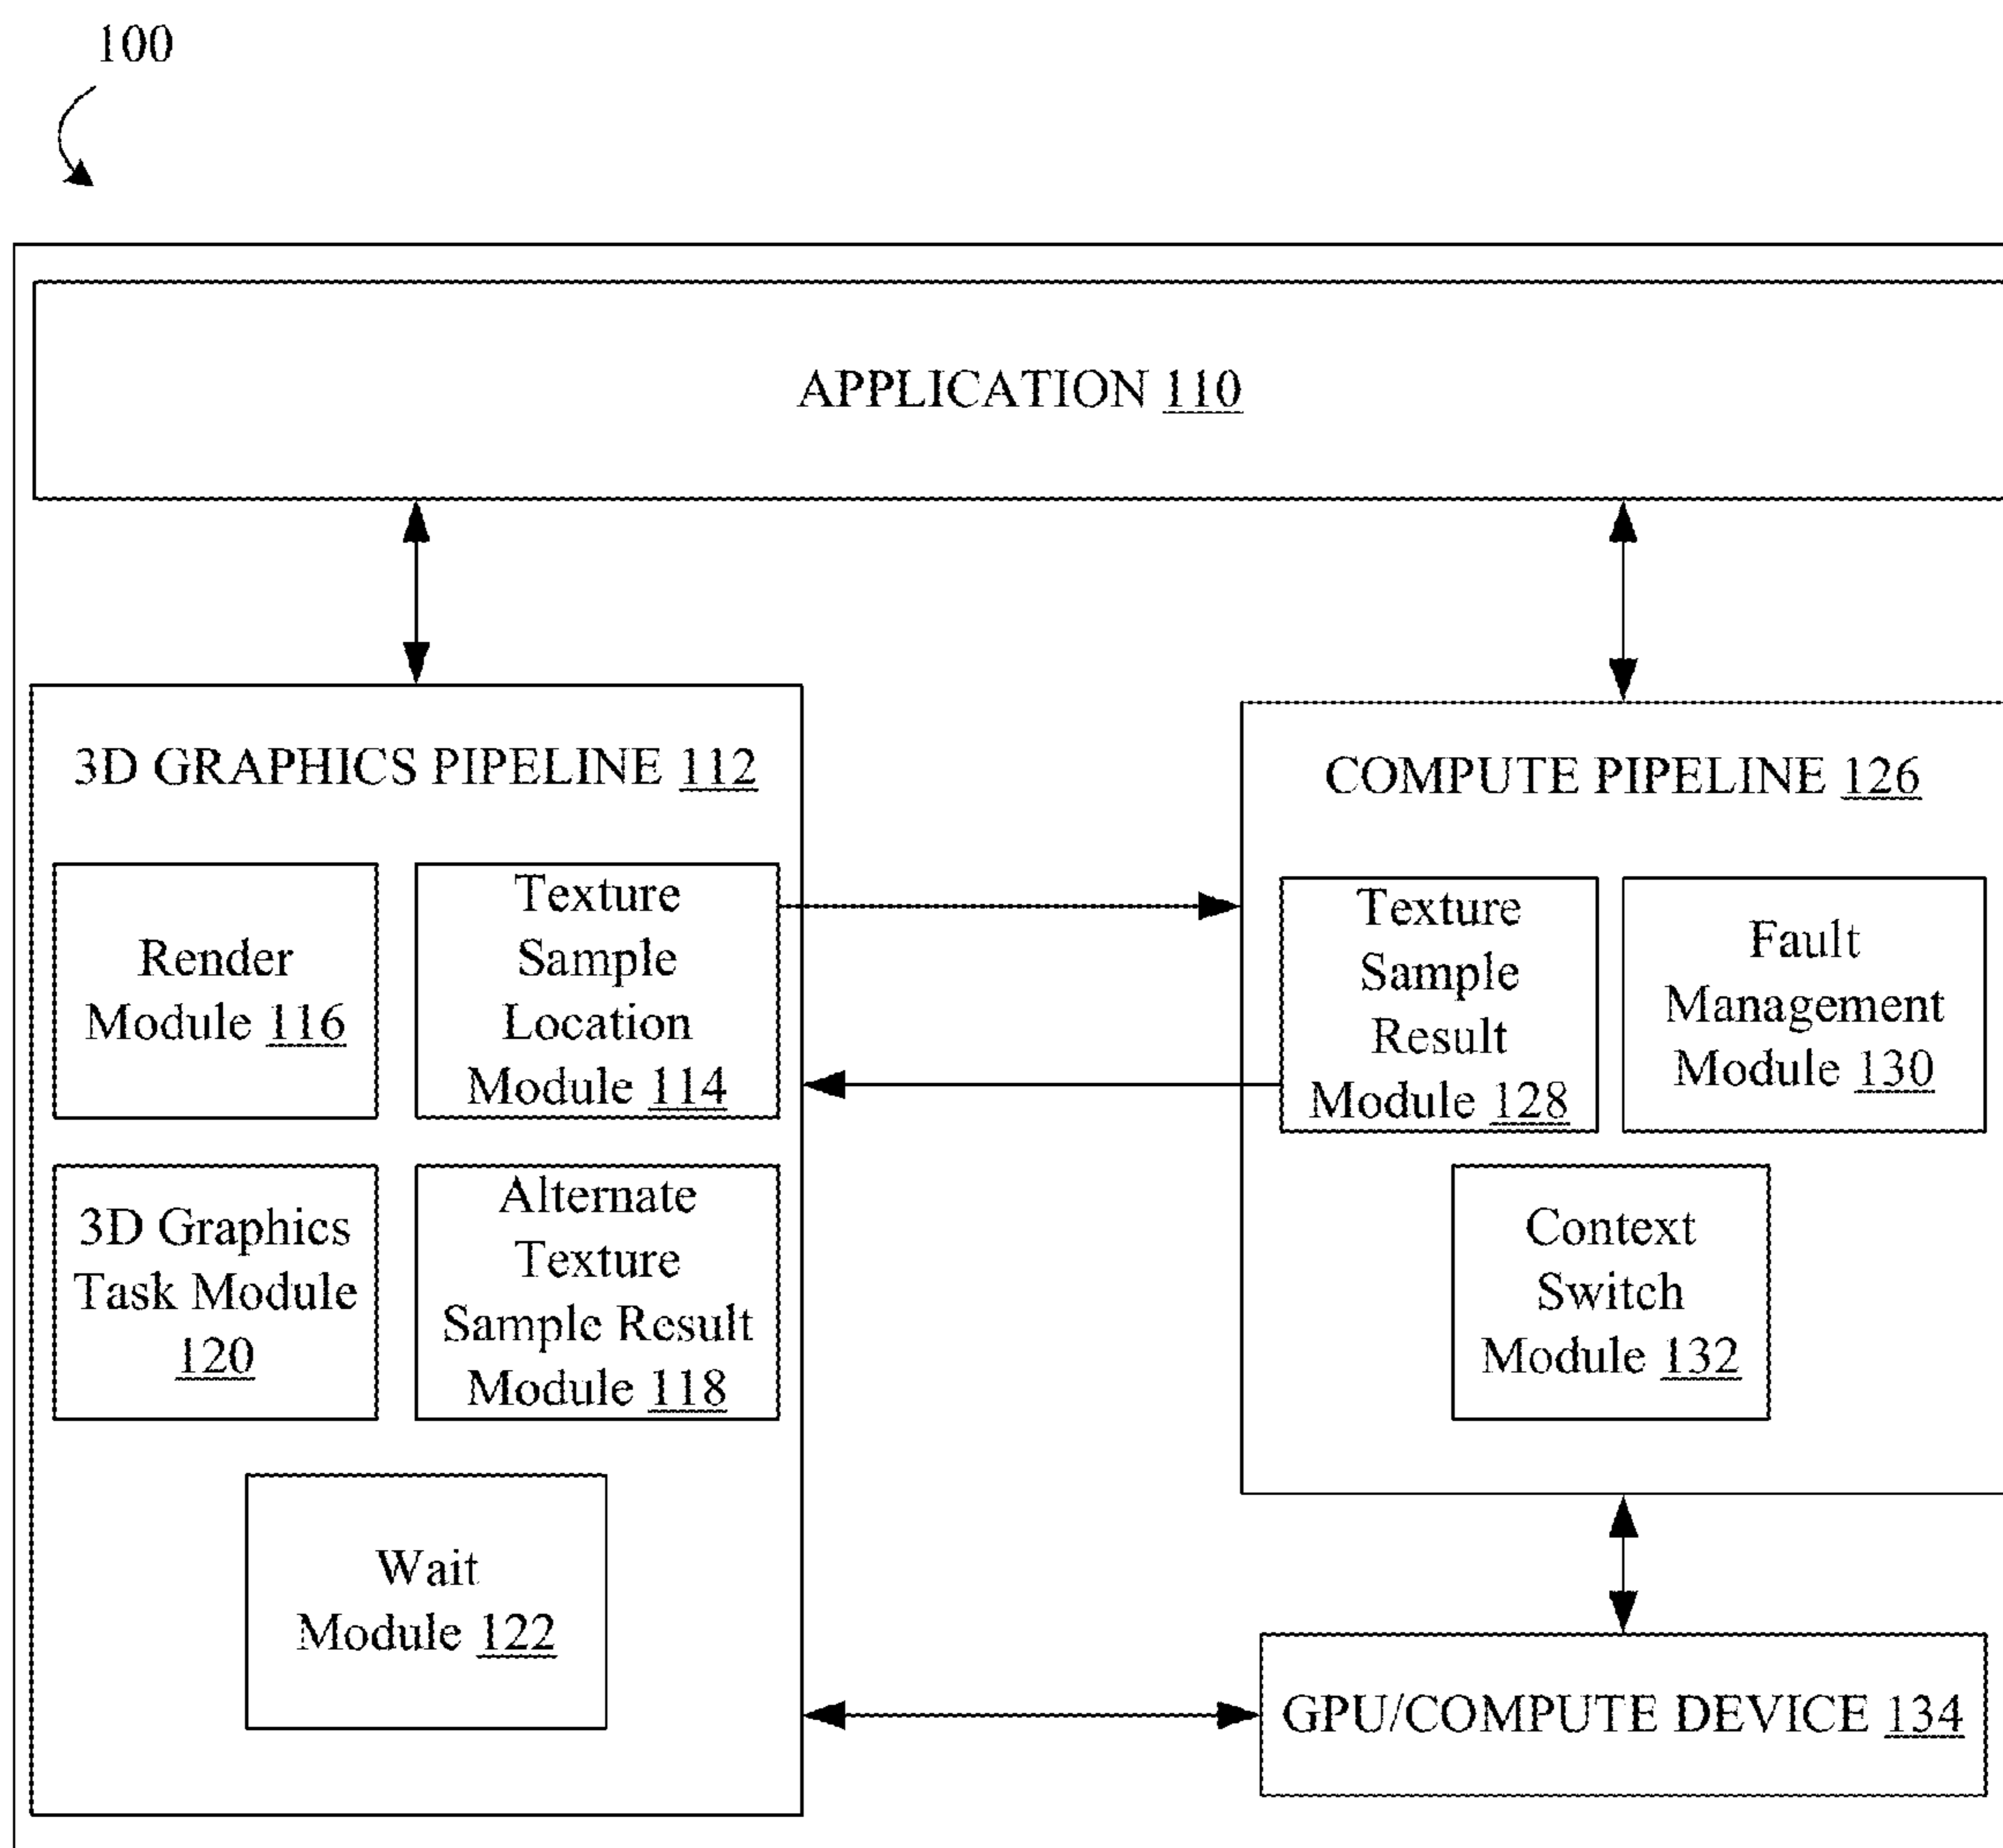 100
APPLICATION 110
3D GRAPHICS PIPELINE 112
Render
Module 116
Texture
Sample
Location
Module 114
3D Graphics
Task Module
120
Alternate
Texture
Sample Result
Module 118
Wait
Module 122
COMPUTE PIPELINE 126
Texture
Sample
Result
Module 128
Fault
Management
Module 130
Context
Switch
Module 132
GPU/COMPUTE DEVICE 134